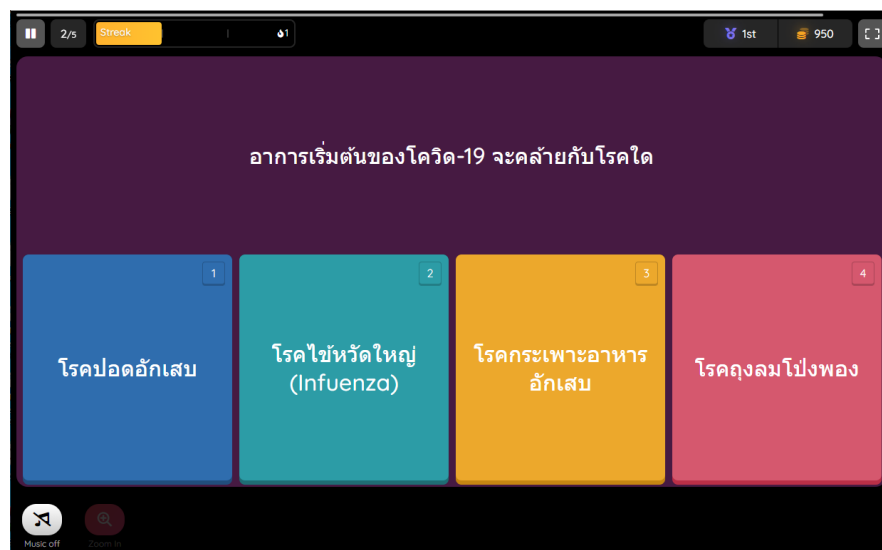 2/5
Streak
1
1st
950
อาการเริ่มต้นของโควิด-19 จะคล้ายกับโรคใด
1
โรคปอดอักเสบ
2
โรคไข้หวัดใหญ่
(Infuenza)
3
โรคกระเพาะอาหาร
อักเสบ
4
โรคถุงลมโป่งพอง
Music off
Zoom in